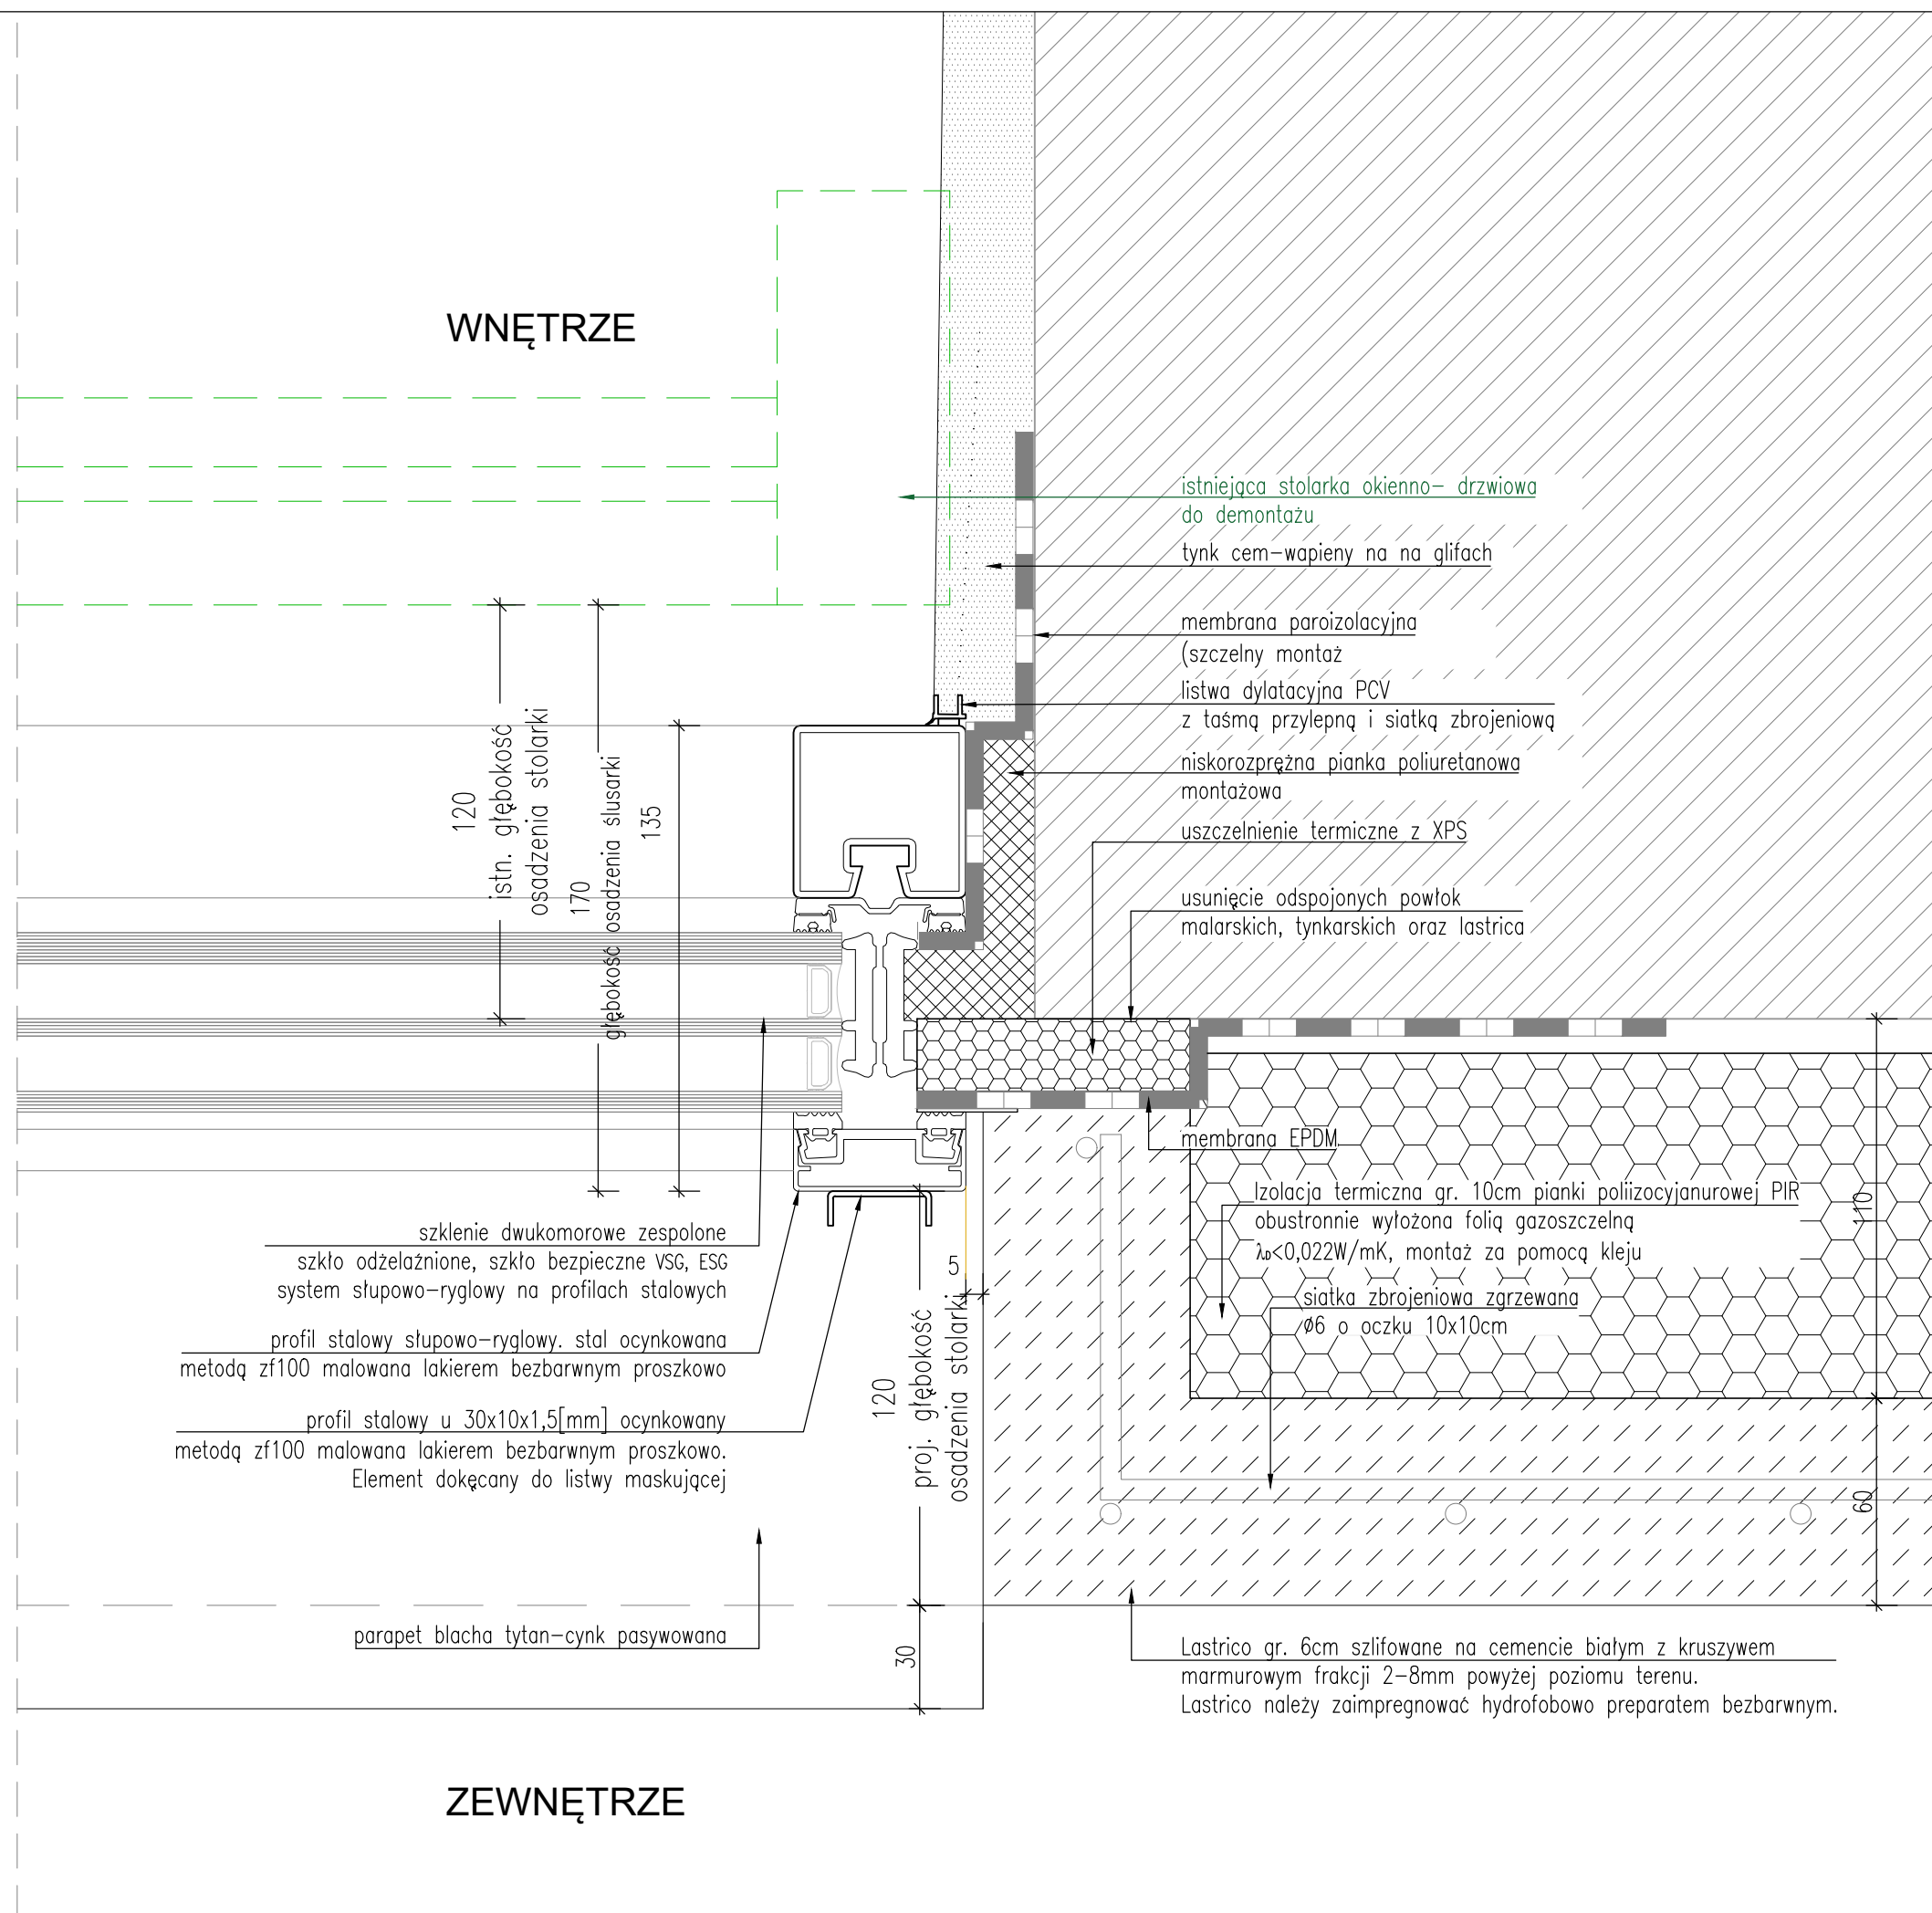 WNĘTRZE
istniejąca stolarka okienno- drzwiowa
do demontażu
tynk cem-wapieny na na glifach
membrana paroizolacyjna
(szczelny montaż
listwa dylatacyjna PCV
z taśmą przylepną i siatką zbrojeniową
niskorozprężna pianka poliuretanowa
montażowa
uszczelnienie termiczne z XPS
usunięcie odspojonych powłok
malarskich, tynkarskich oraz lastrica
120
istn. głębokość
osadzenia stolarki
170
głębokość osadzenia ślusarki
135
membrana EPDM
Izolacja termiczna gr. 10cm pianki poliizocyjanurowej PIR
obustronnie wyłożona folią gazoszczelną
λD<0,022W/mK, montaż za pomocą kleju
siatka zbrojeniowa zgrzewana
Ø6 o oczku 10x10cm
110
60
szklenie dwukomorowe zespolone
szkło odżelaźnione, szkło bezpieczne VSG, ESG
system słupowo-ryglowy na profilach stalowych
profil stalowy słupowo-ryglowy. stal ocynkowana
metodą zf100 malowana lakierem bezbarwnym proszkowo
profil stalowy u 30x10x1,5[mm] ocynkowany
metodą zf100 malowana lakierem bezbarwnym proszkowo.
Element dokęcany do listwy maskującej
5
120
proj. głębokość
osadzenia stolarki
30
parapet blacha tytan-cynk pasywowana
Lastrico gr. 6cm szlifowane na cemencie białym z kruszywem
marmurowym frakcji 2-8mm powyżej poziomu terenu.
Lastrico należy zaimpregnować hydrofobowo preparatem bezbarwnym.
ZEWNĘTRZE